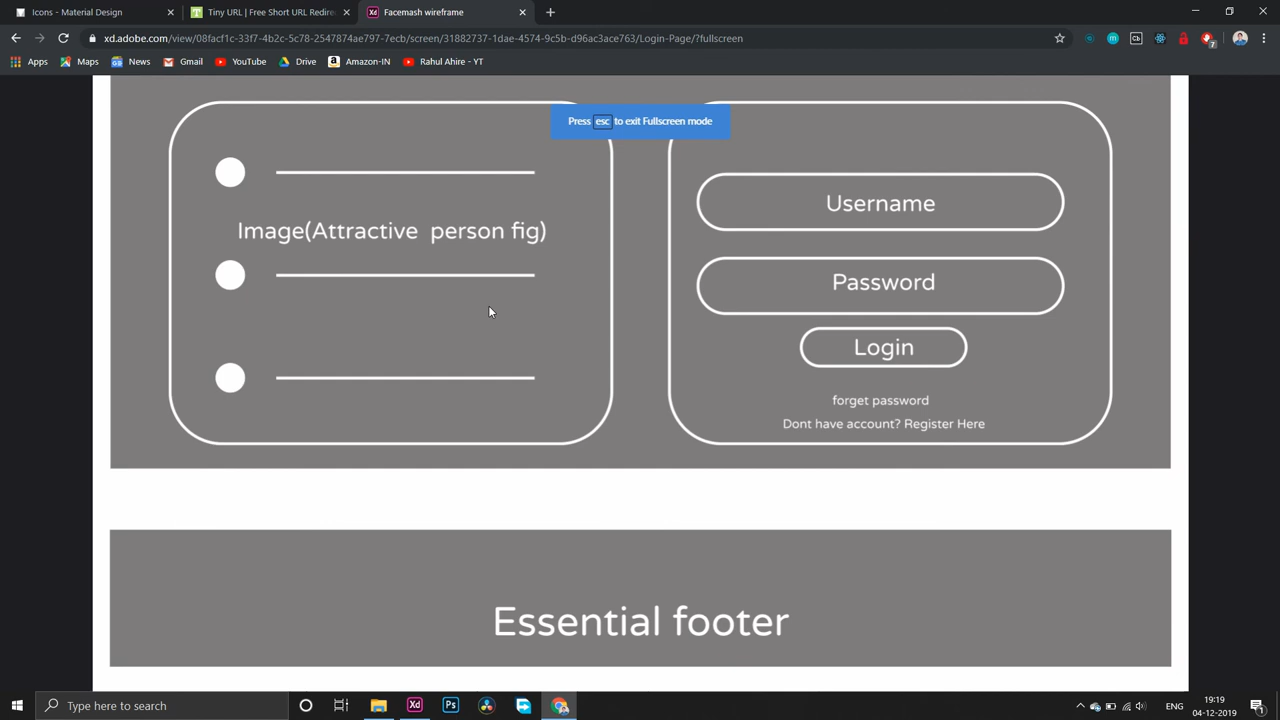 Icons - Material Design
Tiny URL | Free Short URL Redire
Facemash wireframe
xd.adobe.com/view/08facf1c-33f7-4b2c-5c78-2547874ae797-7ecb/screen/31882737-1dae-4574-9c5b-d96ac3ace763/Login-Page/?fullscreen
Apps
Maps
News
Gmail
YouTube
Drive
Amazon-IN
Rahul Ahire - YT
Press esc to exit Fullscreen mode
Image(Attractive person fig)
Username
Password
Login
forget password
Dont have account? Register Here
Essential footer
Type here to search
ENG
19:19
04-12-2019